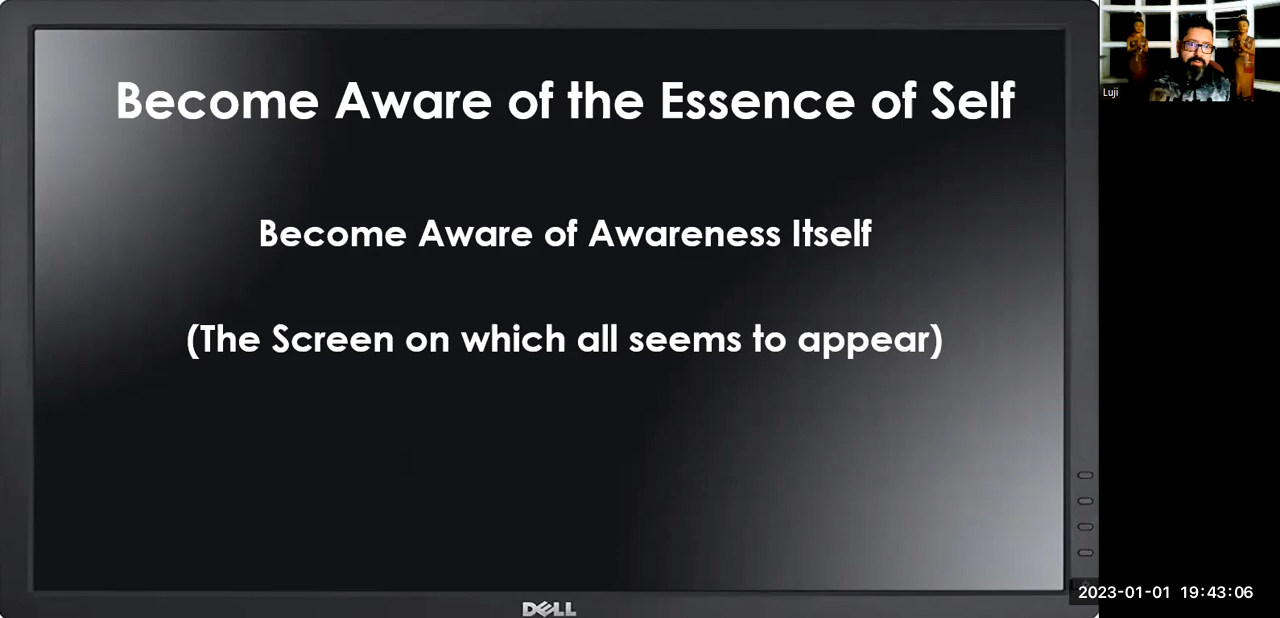 Become Aware of the Essence of Self
Become Aware of Awareness Itself
(The Screen on which all seems to appear)
DELL
Luji
2023-01-01 19:43:06